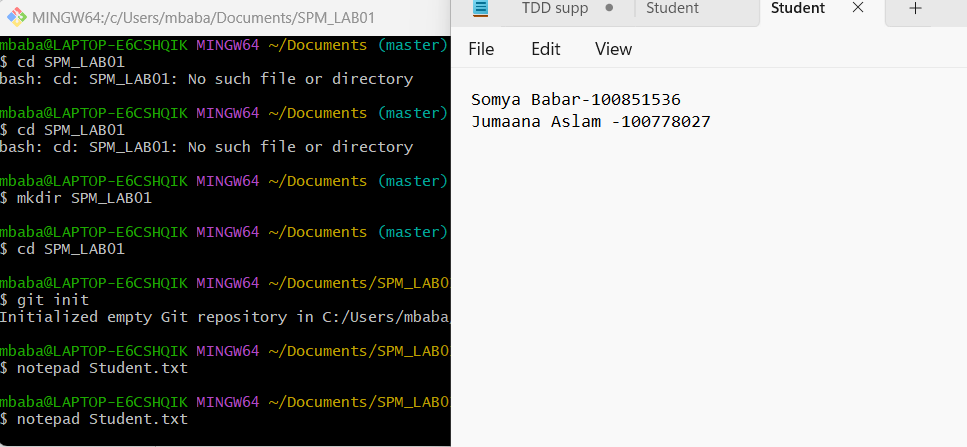 MINGW64:/c/Users/mbaba/Documents/SPM_LAB01
mbaba@LAPTOP-E6CSHQIK MINGW64 ~/Documents (master)
$ cd SPM_LAB01
bash: cd: SPM_LAB01: No such file or directory
mbaba@LAPTOP-E6CSHQIK MINGW64 ~/Documents (master)
$ cd SPM_LAB01
bash: cd: SPM_LAB01: No such file or directory
mbaba@LAPTOP-E6CSHQIK MINGW64 ~/Documents (master)
$ mkdir SPM_LAB01
mbaba@LAPTOP-E6CSHQIK MINGW64 ~/Documents (master)
$ cd SPM_LAB01
mbaba@LAPTOP-E6CSHQIK MINGW64 ~/Documents/SPM_LAB0
$ git init
Initialized empty Git repository in C:/Users/mbaba
mbaba@LAPTOP-E6CSHQIK MINGW64 ~/Documents/SPM_LAB0
$ notepad Student.txt
mbaba@LAPTOP-E6CSHQIK MINGW64 ~/Documents/SPM_LAB0
$ notepad Student.txt
TDD supp
Student
Student
File Edit View
Somya Babar-100851536
Jumaana Aslam -100778027